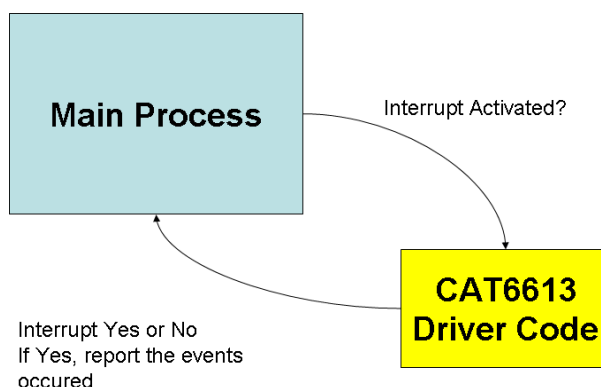 Main Process
Interrupt Activated?
CAT6613
Driver Code
Interrupt Yes or No
If Yes, report the events
occured